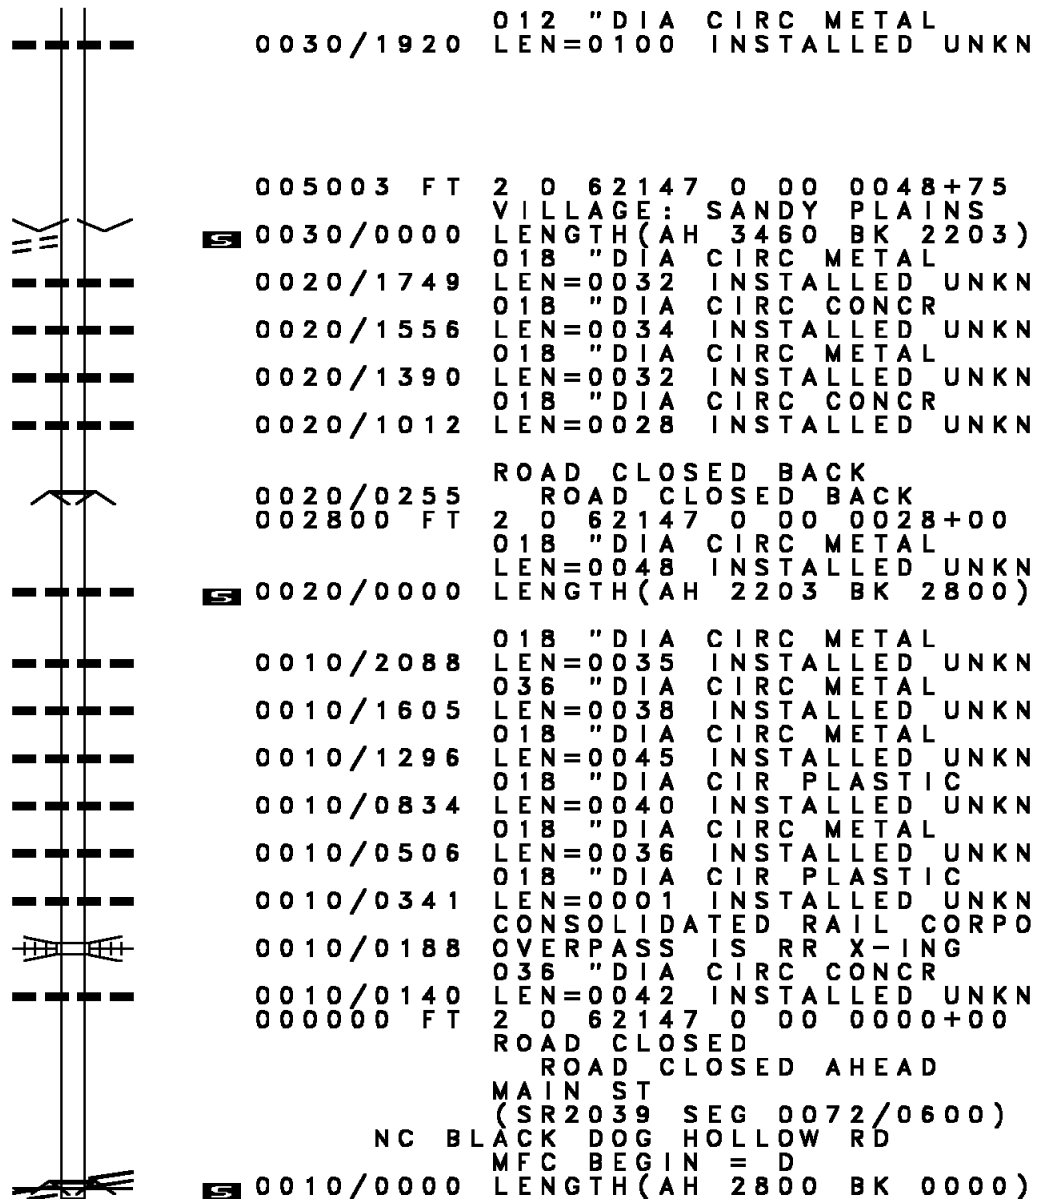 012 "DIA CIRC METAL
0030/1920 LEN=0100 INSTALLED UNKN
005003 FT 2 0 62147 0 00 0048+75
VILLAGE: SANDY PLAINS
S 0030/0000 LENGTH(AH 3460 BK 2203)
018 "DIA CIRC METAL
0020/1749 LEN=0032 INSTALLED UNKN
018 "DIA CIRC CONCR
0020/1556 LEN=0034 INSTALLED UNKN
018 "DIA CIRC METAL
0020/1390 LEN=0032 INSTALLED UNKN
018 "DIA CIRC CONCR
0020/1012 LEN=0028 INSTALLED UNKN
ROAD CLOSED BACK
0020/0255 ROAD CLOSED BACK
002800 FT 2 0 62147 0 00 0028+00
018 "DIA CIRC METAL
LEN=0048 INSTALLED UNKN
S 0020/0000 LENGTH(AH 2203 BK 2800)
018 "DIA CIRC METAL
0010/2088 LEN=0035 INSTALLED UNKN
036 "DIA CIRC METAL
0010/1605 LEN=0038 INSTALLED UNKN
018 "DIA CIRC METAL
0010/1296 LEN=0045 INSTALLED UNKN
018 "DIA CIR PLASTIC
0010/0834 LEN=0040 INSTALLED UNKN
018 "DIA CIRC METAL
0010/0506 LEN=0036 INSTALLED UNKN
018 "DIA CIR PLASTIC
0010/0341 LEN=0001 INSTALLED UNKN
CONSOLIDATED RAIL CORPO
0010/0188 OVERPASS IS RR X-ING
036 "DIA CIRC CONCR
0010/0140 LEN=0042 INSTALLED UNKN
000000 FT 2 0 62147 0 00 0000+00
ROAD CLOSED
ROAD CLOSED AHEAD
MAIN ST
(SR2039 SEG 0072/0600)
NC BLACK DOG HOLLOW RD
MFC BEGIN = D
S 0010/0000 LENGTH(AH 2800 BK 0000)